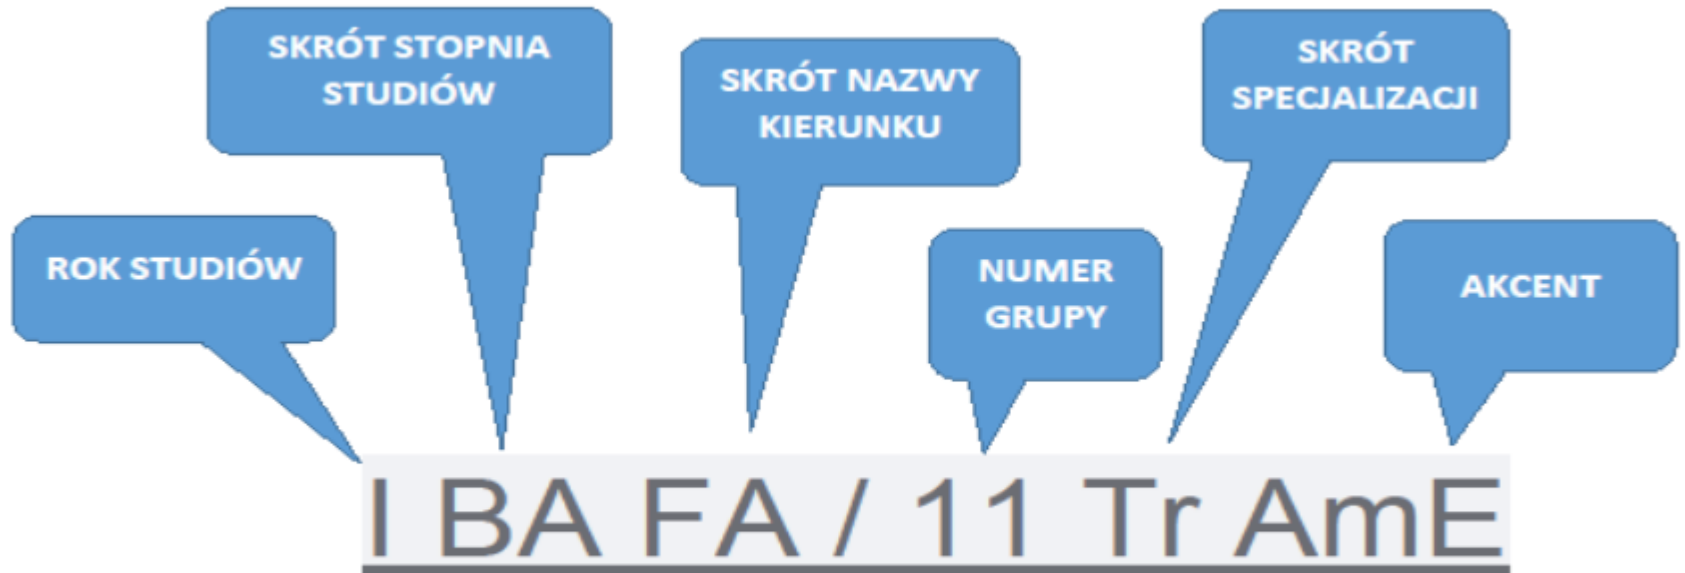 SKRÓT STOPNIA
STUDIÓW
SKRÓT NAZWY
KIERUNKU
SKRÓT
SPECJALIZACJI
ROK STUDIÓW
NUMER
GRUPY
AKCENT
I BA FA / 11 Tr AmE